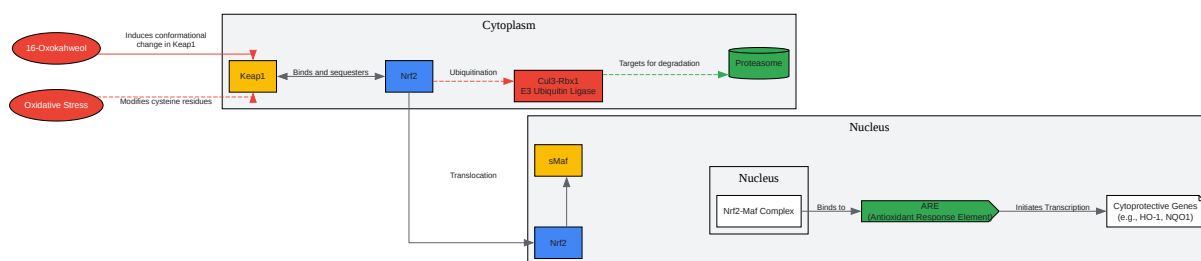 Cytoplasm
16-Oxokahweol
Induces conformational
change in Keap1
Keap1
Binds and sequesters
Nrf2
Ubiquitination
Cul3-Rbx1
E3 Ubiquitin Ligase
Targets for degradation
Proteasome
Oxidative Stress
Modifies cysteine residues
Nucleus
sMaf
Translocation
Nrf2
Nucleus
Nrf2-Maf Complex
Binds to
ARE
(Antioxidant Response Element)
Initiates Transcription
Cytoprotective Genes
(e.g., HO-1, NQO1)